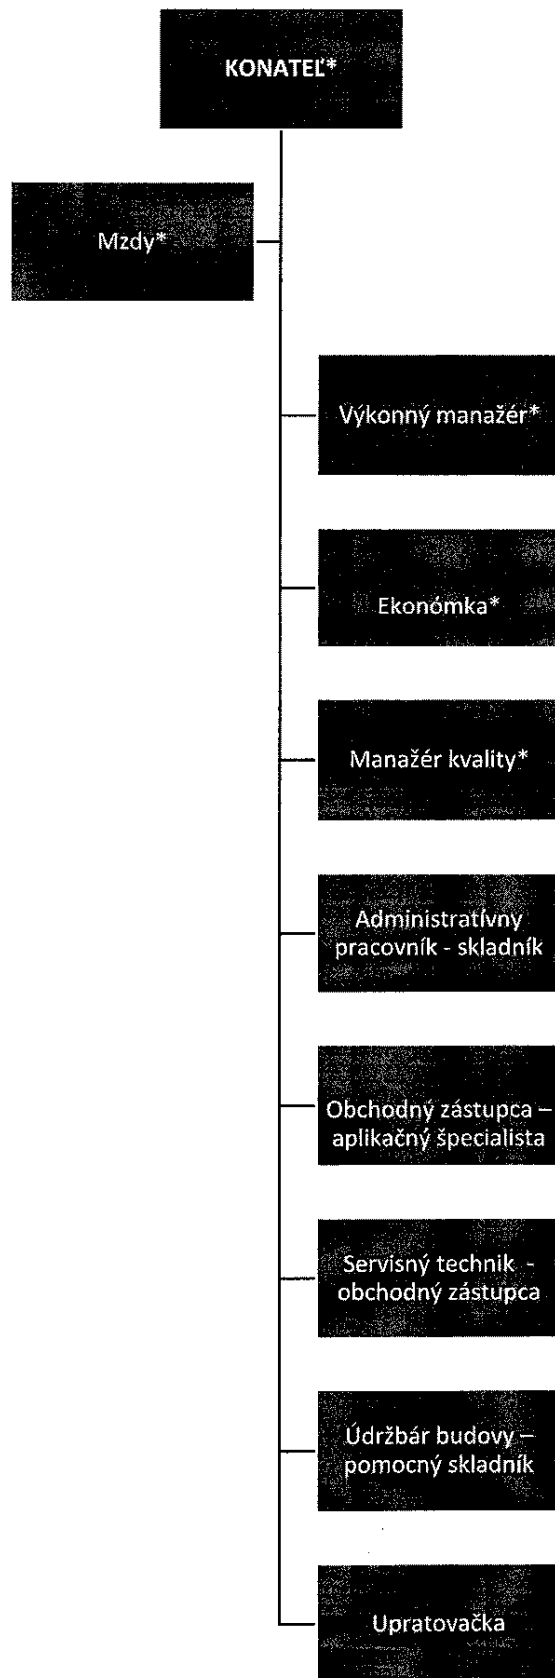 KONATEĽ*
Mzdy*
Výkonný manažér*
Ekonómka*
Manažér kvality*
Administratívny
pracovník - skladník
Obchodný zástupca –
aplikačný špecialista
Servisný technik -
obchodný zástupca
Údržbár budovy –
pomocný skladník
Upratovačka